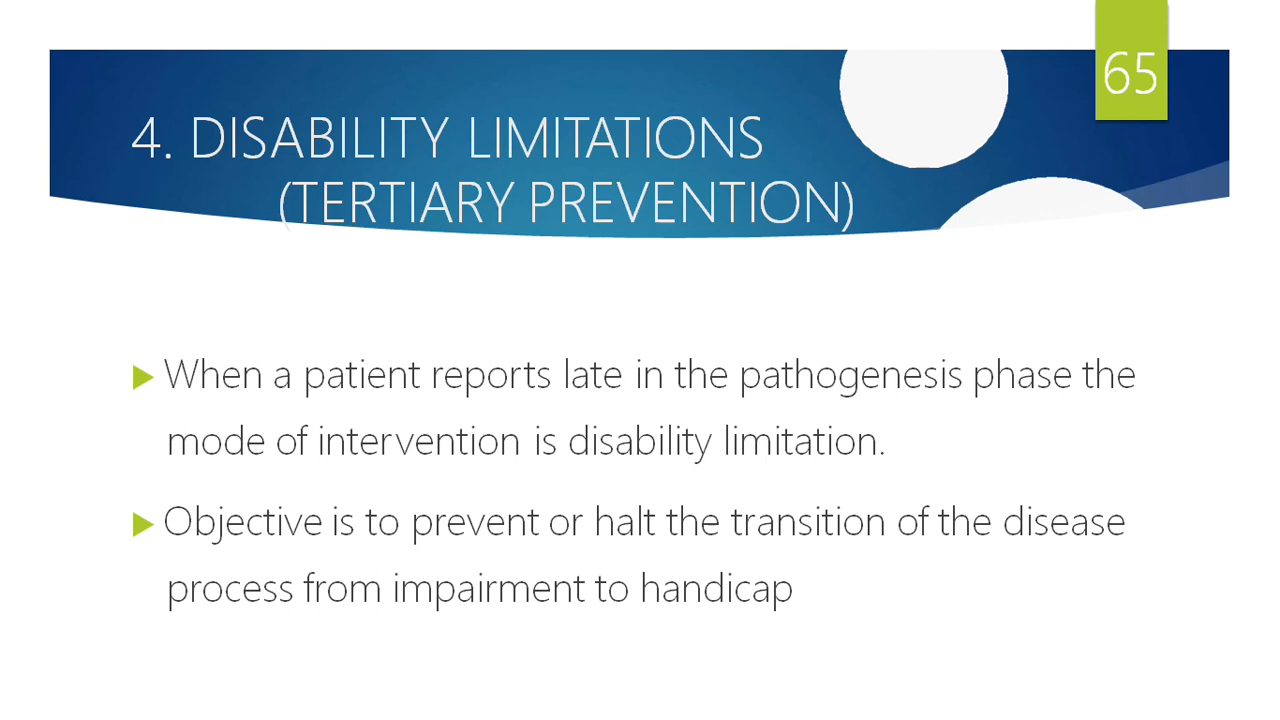 65
4. DISABILITY LIMITATIONS
(TERTIARY PREVENTION)
When a patient reports late in the pathogenesis phase the
mode of intervention is disability limitation.
Objective is to prevent or halt the transition of the disease
process from impairment to handicap